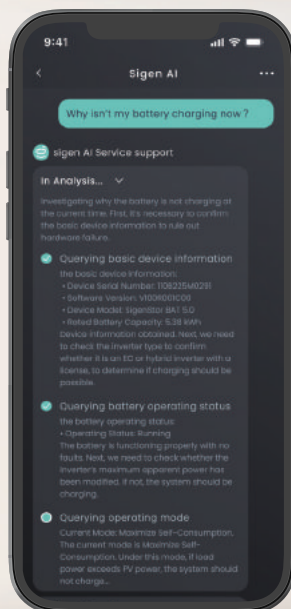 9:41
Sigen AI
Why isn't my battery charging now ?
sigen AI Service support
In Analysis...
Investigating why the battery is not charging at
the current time. First, it's necessary to confirm
the basic device information to rule out
hardware failure.
Querying basic device information
the basic device information:
• Device Serial Number: 110B225M0291
• Software Version: V100R001C00
• Device Model: SigenStor BAT 5.0
• Rated Battery Capacity: 5.38 kWh
Device information obtained. Next, we need
to check the inverter type to confirm
whether it is an EC or hybrid inverter with a
license, to determine if charging should be
possible.
Querying battery operating status
the battery operating status:
• Operating Status: Running
The battery is functioning properly with no
faults. Next, we need to check whether the
inverter's maximum apparent power has
been modified. If not, the system should be
charging.
Querying operating mode
Current Mode: Maximize Self-Consumption.
The current mode is Maximize Self-
Consumption. Under this mode, if load
power exceeds PV power, the system should
not charge...